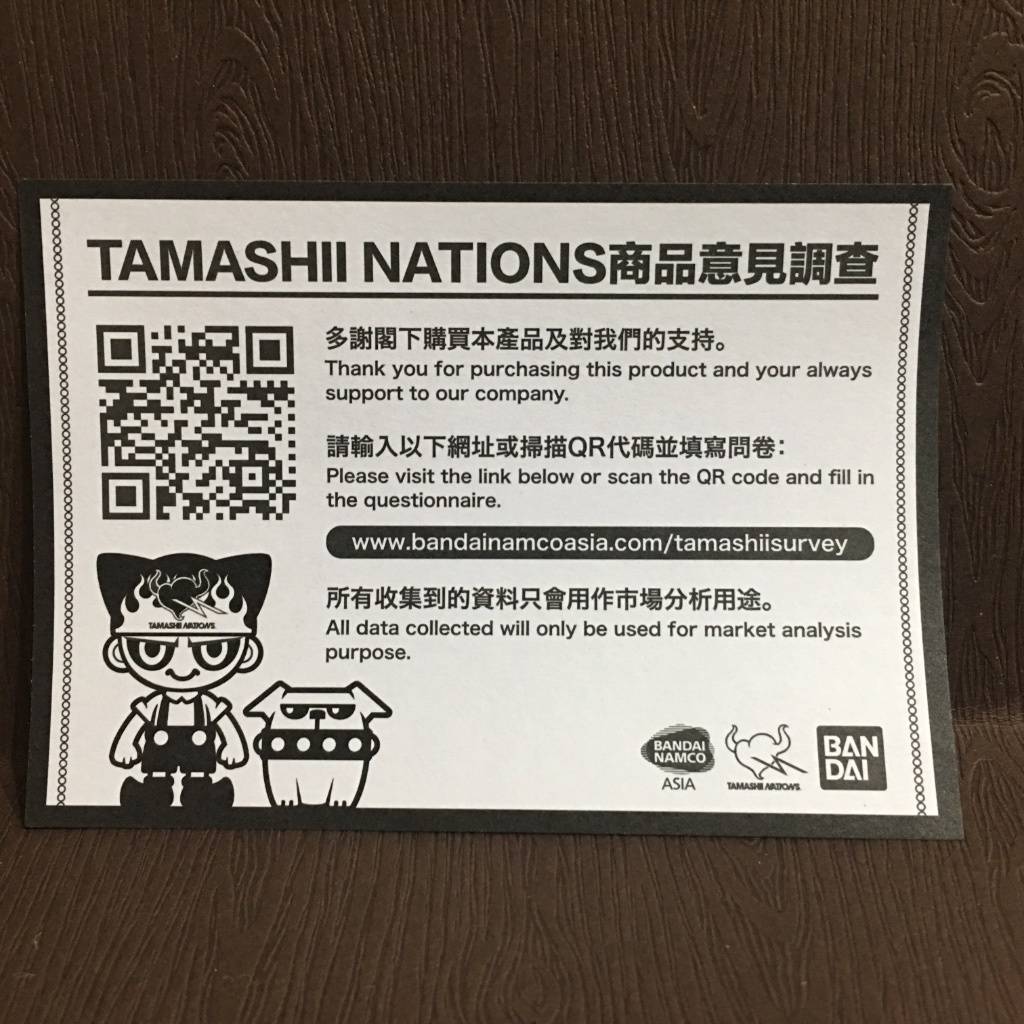 TAMASHII NATIONS商品意見調查
多謝閣下購買本產品及對我們的支持。
Thank you for purchasing this product and your always
support to our company.
請輸入以下網址或掃描QR代碼並填寫問卷：
Please visit the link below or scan the QR code and fill in
the questionnaire.
www.bandainamcoasia.com/tamashiisurvey
所有收集到的資料只會用作市場分析用途。
All data collected will only be used for market analysis
purpose.
TAMASHII NATIONS
BANDAI
NAMCO
ASIA
TAMASHII NATIONS
BAN
DAI